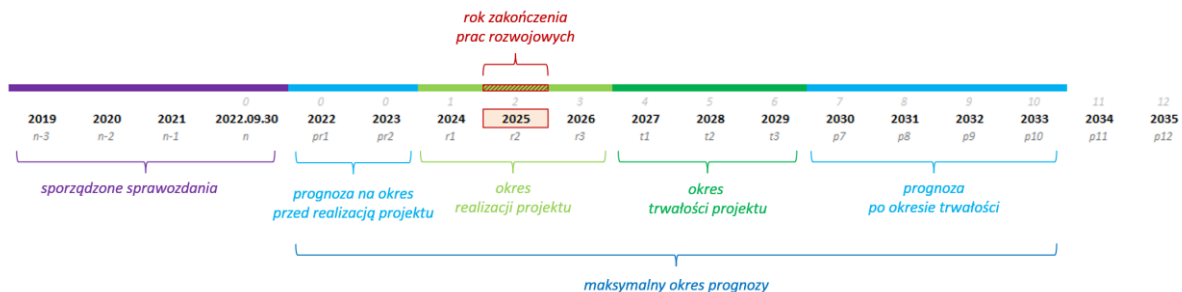 rok zakończenia
prac rozwojowych
0 0 0 1 2 3 4 5 6 7 8 9 10 11 12
2019 2020 2021 2022.09.30 2022 2023 2024 2025 2026 2027 2028 2029 2030 2031 2032 2033 2034 2035
n-3 n-2 n-1 n pr1 pr2 r1 r2 r3 t1 t2 t3 p7 p8 p9 p10 p11 p12
sporządzone sprawozdania
prognoza na okres
przed realizacją projektu
okres
realizacji projektu
okres
trwałości projektu
prognoza
po okresie trwałości
maksymalny okres prognozy